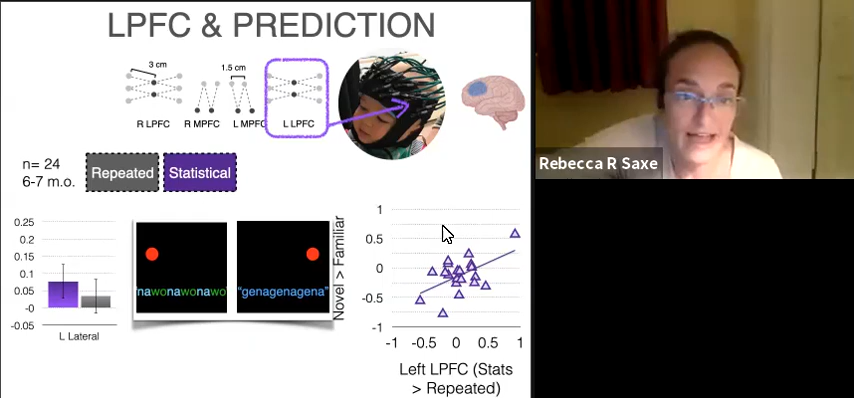 LPFC & PREDICTION
3 cm
1.5 cm
R LPFC
R MPFC
L MPFC
L LPFC
Rebecca R Saxe
n= 24
6-7 m.o.
Repeated
Statistical
0.25
0.2
0.15
0.1
0.05
-0
-0.05
L Lateral
"nawonawonawo"
"genagenagena"
Novel > Familiar
1
0.5
0
-0.5
-1
-1 -0.5 0 0.5 1
Left LPFC (Stats
> Repeated)